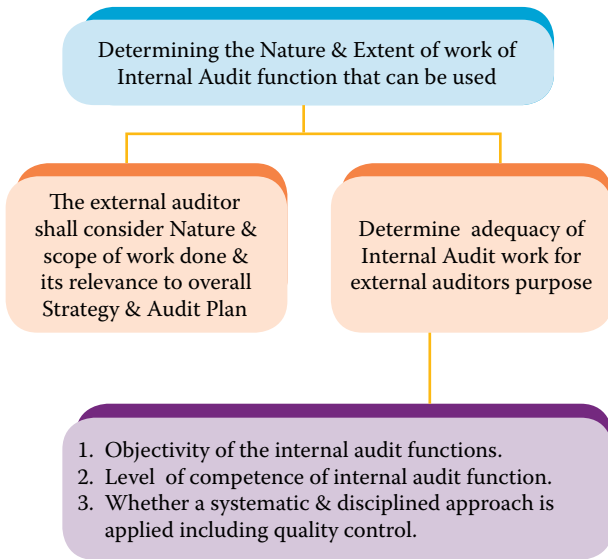 Determining the Nature & Extent of work of
Internal Audit function that can be used
The external auditor
shall consider Nature &
scope of work done &
its relevance to overall
Strategy & Audit Plan
Determine adequacy of
Internal Audit work for
external auditors purpose
1. Objectivity of the internal audit functions.
2. Level of competence of internal audit function.
3. Whether a systematic & disciplined approach is
applied including quality control.